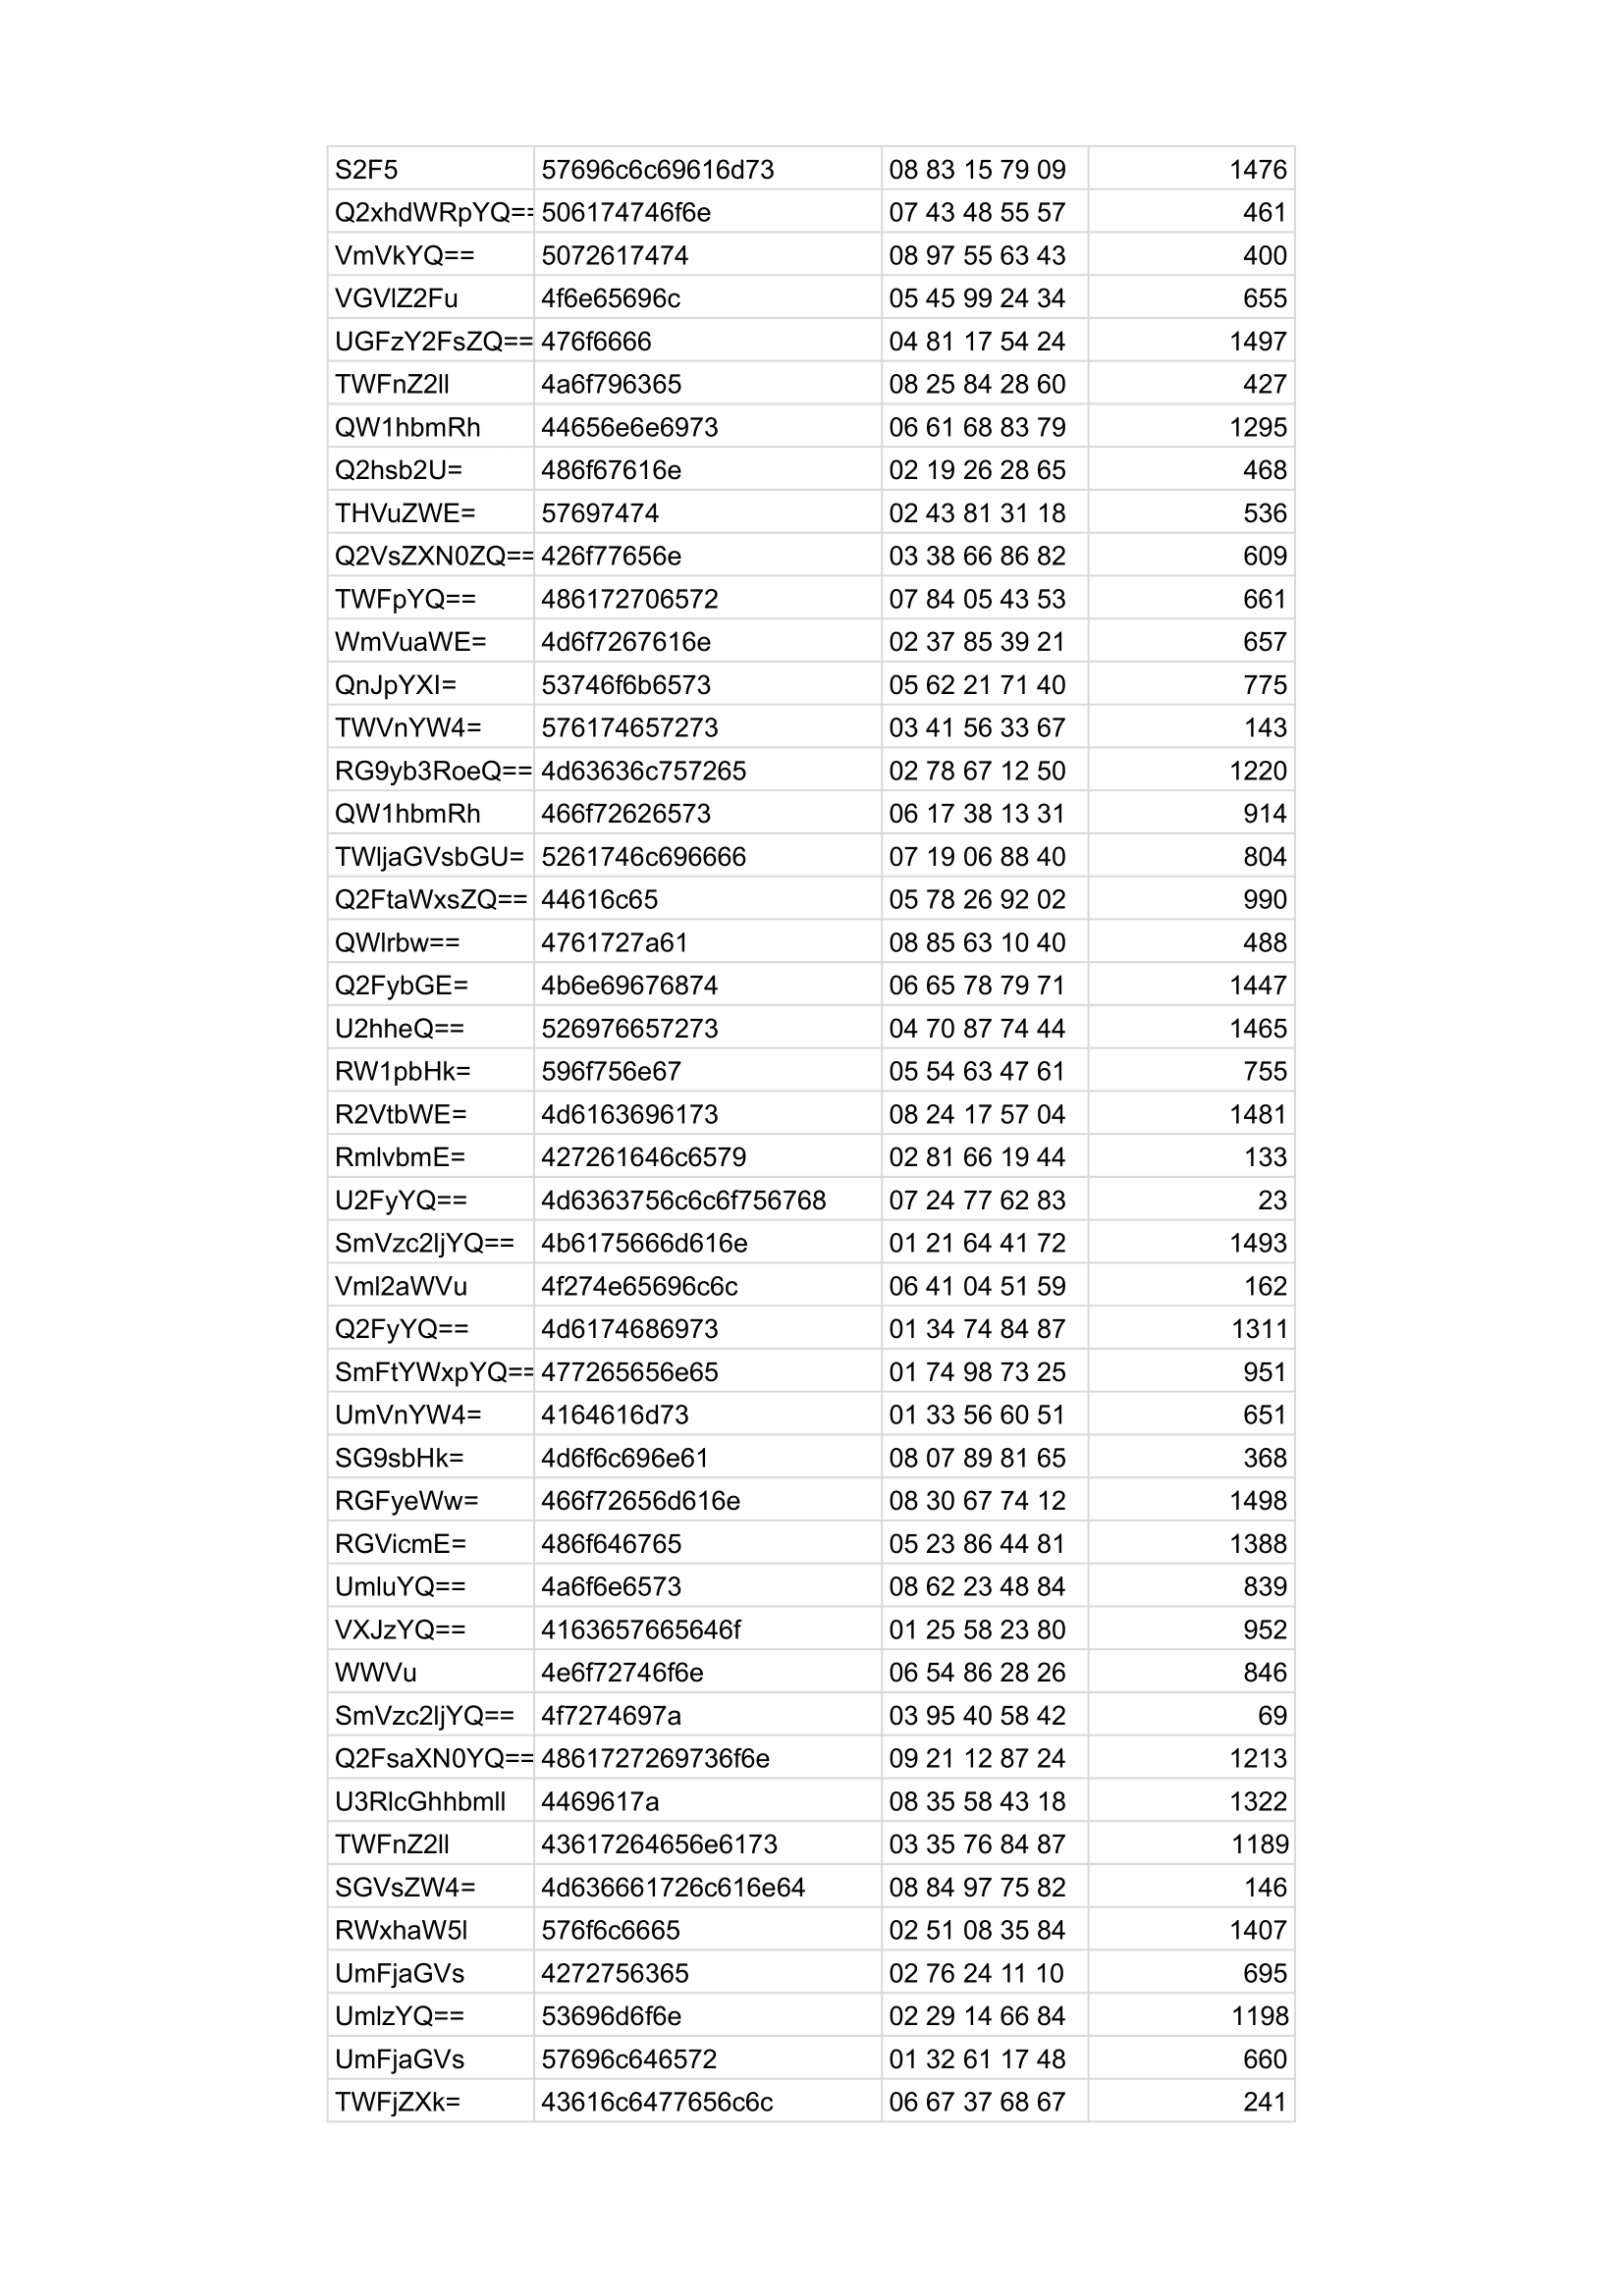 S2F5 57696c6c69616d73 08 83 15 79 09 1476
Q2xhdWRpYQ== 506174746f6e 07 43 48 55 57 461
VmVkYQ== 5072617474 08 97 55 63 43 400
VGVlZ2Fu 4f6e65696c 05 45 99 24 34 655
UGFzY2FsZQ== 476f6666 04 81 17 54 24 1497
TWFnZ2ll 4a6f796365 08 25 84 28 60 427
QW1hbmRh 44656e6e6973 06 61 68 83 79 1295
Q2hsb2U= 486f67616e 02 19 26 28 65 468
THVuZWE= 57697474 02 43 81 31 18 536
Q2VsZXN0ZQ== 426f77656e 03 38 66 86 82 609
TWFpYQ== 486172706572 07 84 05 43 53 661
WmVuaWE= 4d6f7267616e 02 37 85 39 21 657
QnJpYXI= 53746f6b6573 05 62 21 71 40 775
TWVnYW4= 576174657273 03 41 56 33 67 143
RG9yb3RoeQ== 4d63636c757265 02 78 67 12 50 1220
QW1hbmRh 466f72626573 06 17 38 13 31 914
TWljaGVsbGU= 5261746c696666 07 19 06 88 40 804
Q2FtaWxsZQ== 44616c65 05 78 26 92 02 990
QWlrbw== 4761727a61 08 85 63 10 40 488
Q2FybGE= 4b6e69676874 06 65 78 79 71 1447
U2hheQ== 526976657273 04 70 87 74 44 1465
RW1pbHk= 596f756e67 05 54 63 47 61 755
R2VtbWE= 4d6163696173 08 24 17 57 04 1481
RmlvbmE= 427261646c6579 02 81 66 19 44 133
U2FyYQ== 4d6363756c6c6f756768 07 24 77 62 83 23
SmVzc2ljYQ== 4b6175666d616e 01 21 64 41 72 1493
Vml2aWVu 4f274e65696c6c 06 41 04 51 59 162
Q2FyYQ== 4d6174686973 01 34 74 84 87 1311
SmFtYWxpYQ== 477265656e65 01 74 98 73 25 951
UmVnYW4= 4164616d73 01 33 56 60 51 651
SG9sbHk= 4d6f6c696e61 08 07 89 81 65 368
RGFyeWw= 466f72656d616e 08 30 67 74 12 1498
RGVicmE= 486f646765 05 23 86 44 81 1388
UmluYQ== 4a6f6e6573 08 62 23 48 84 839
VXJzYQ== 4163657665646f 01 25 58 23 80 952
WWVu 4e6f72746f6e 06 54 86 28 26 846
SmVzc2ljYQ== 4f7274697a 03 95 40 58 42 69
Q2FsaXN0YQ== 4861727269736f6e 09 21 12 87 24 1213
U3RlcGhhbmll 4469617a 08 35 58 43 18 1322
TWFnZ2ll 43617264656e6173 03 35 76 84 87 1189
SGVsZW4= 4d636661726c616e64 08 84 97 75 82 146
RWxhaW5l 576f6c6665 02 51 08 35 84 1407
UmFjaGVs 4272756365 02 76 24 11 10 695
UmlzYQ== 53696d6f6e 02 29 14 66 84 1198
UmFjaGVs 57696c646572 01 32 61 17 48 660
TWFjZXk= 43616c6477656c6c 06 67 37 68 67 241